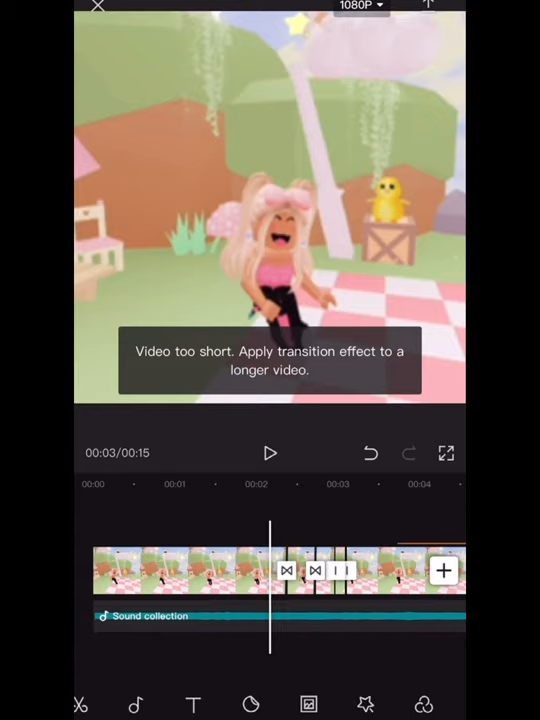 1080P
Video too short. Apply transition effect to a
longer video.
00:03/00:15
00:00
00:01
00:02
00:03
00:04
Sound collection